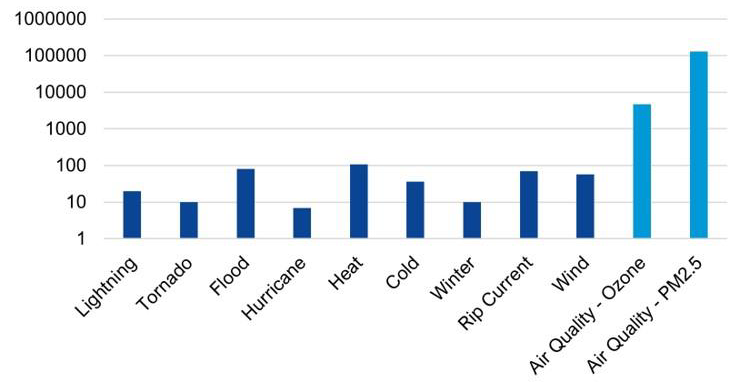 1000000
100000
10000
1000
100
10
1
Lightning
Tornado
Flood
Hurricane
Heat
Cold
Winter
Rip Current
Wind
Air Quality - Ozone
Air Quality - PM2.5